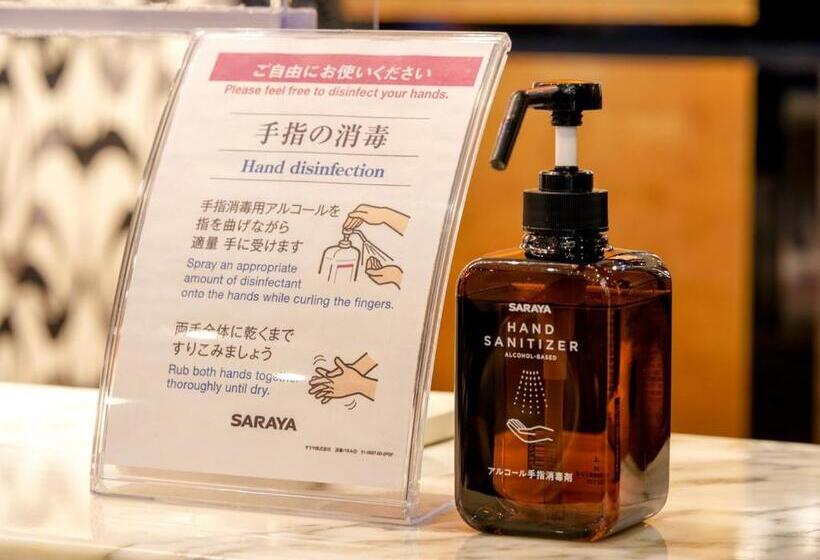 ご自由にお使いください
Please feel free to disinfect your hands.
手指の消毒
Hand disinfection
手指消毒用アルコールを
指を曲げながら
適量 手に受けます
Spray an appropriate
amount of disinfectant
onto the hands while curling the fingers.
両手全体に乾くまで
すりこみましょう
Rub both hands together
thoroughly until dry.
SARAYA
SARAYA
HAND
SANITIZER
ALCOHOL-BASED
アルコール手指消毒剤